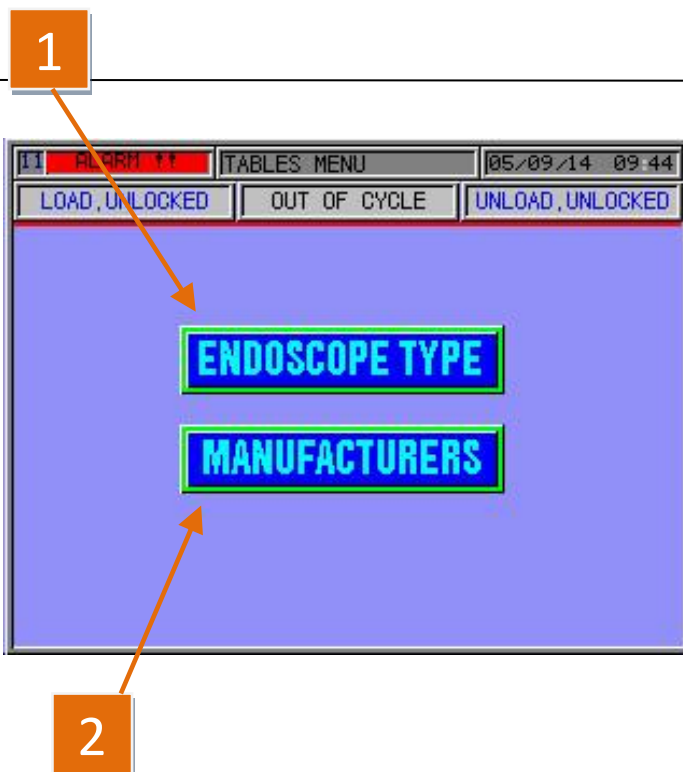 1
11 ALARM !! TABLES MENU 05/09/14 09:44
LOAD,UNLOCKED OUT OF CYCLE UNLOAD,UNLOCKED
ENDOSCOPE TYPE
MANUFACTURERS
2